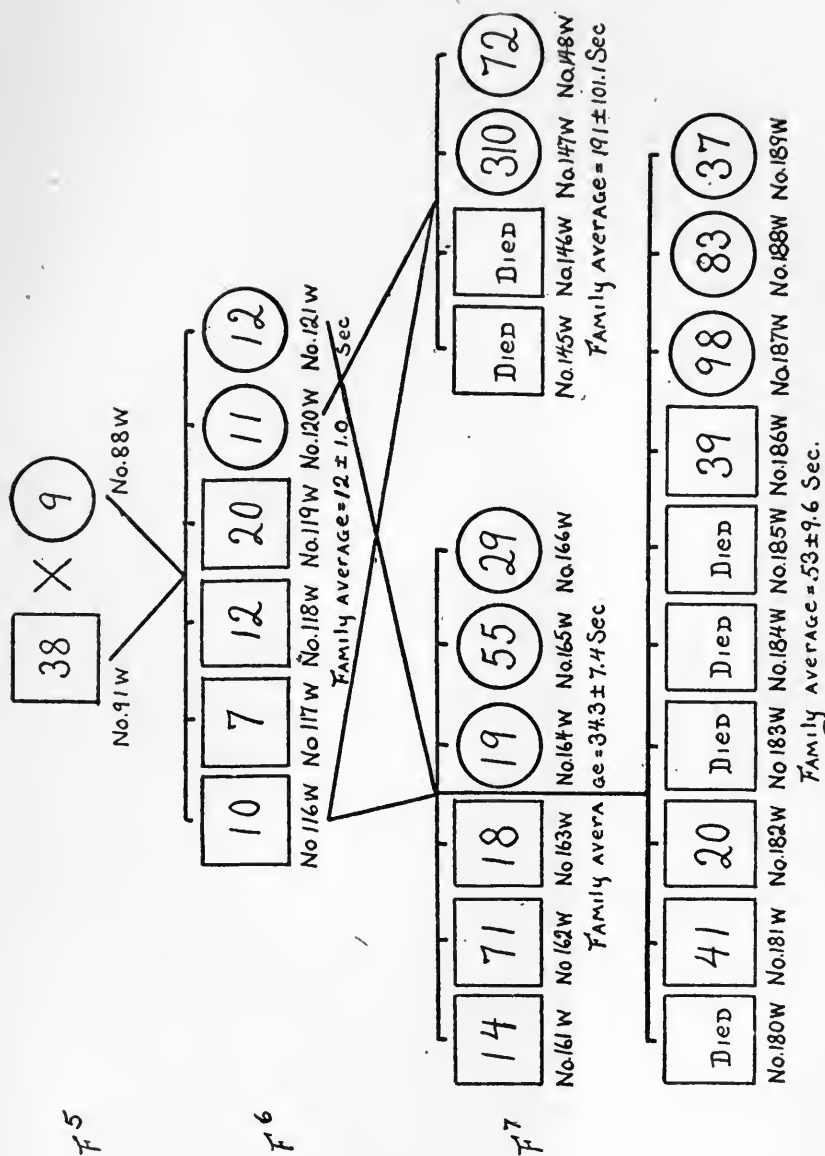 F⁵
38 X 9
No.91W No.88W
F⁶
10 7 12 20 11 12
No 116W No 117W No.118W No.119W No.120W No.121W
FAMILY AVERAGE = 12 ± 1.0 Sec
F⁷
14 71 18 19 55 29
No.161W No 162W No 163W No.164W No.165W No.166W
FAMILY AVERAGE = 34.3 ± 7.4 Sec
DIED DIED 310 72
No.145W No.146W No.147W No.148W
FAMILY AVERAGE = 191 ± 101.1 Sec
DIED 41 20 DIED DIED DIED 39 98 83 37
No.180W No.181W No.182W No 183W No.184W No.185W No.186W No.187W No.188W No.189W
FAMILY AVERAGE = 53 ± 9.6 Sec.